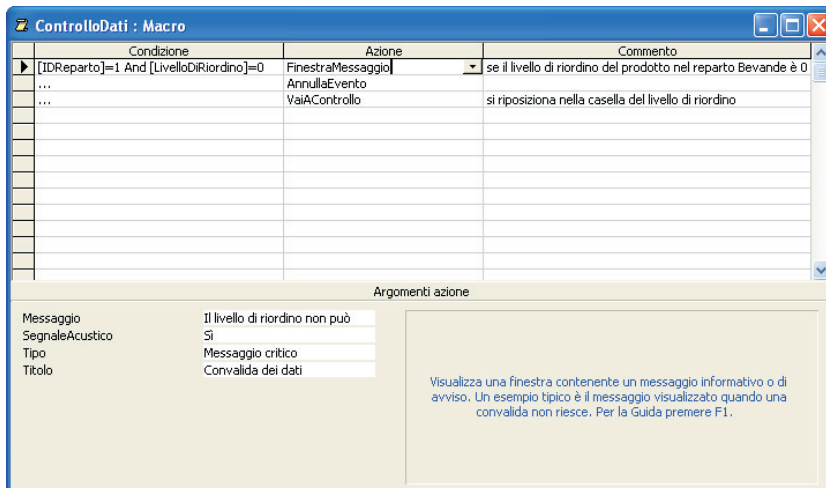 ControlloDati : Macro
Condizione Azione Commento
[IDReparto]=1 And [LivelloDiRiordino]=0 FinestraMessaggio se il livello di riordino del prodotto nel reparto Bevande è 0
... AnnullaEvento
... VaiAControllo si riposiziona nella casella del livello di riordino
Argomenti azione
Messaggio Il livello di riordino non può
SegnaleAcustico Sì
Tipo Messaggio critico
Titolo Convalida dei dati
Visualizza una finestra contenente un messaggio informativo o di
avviso. Un esempio tipico è il messaggio visualizzato quando una
convalida non riesce. Per la Guida premere F1.